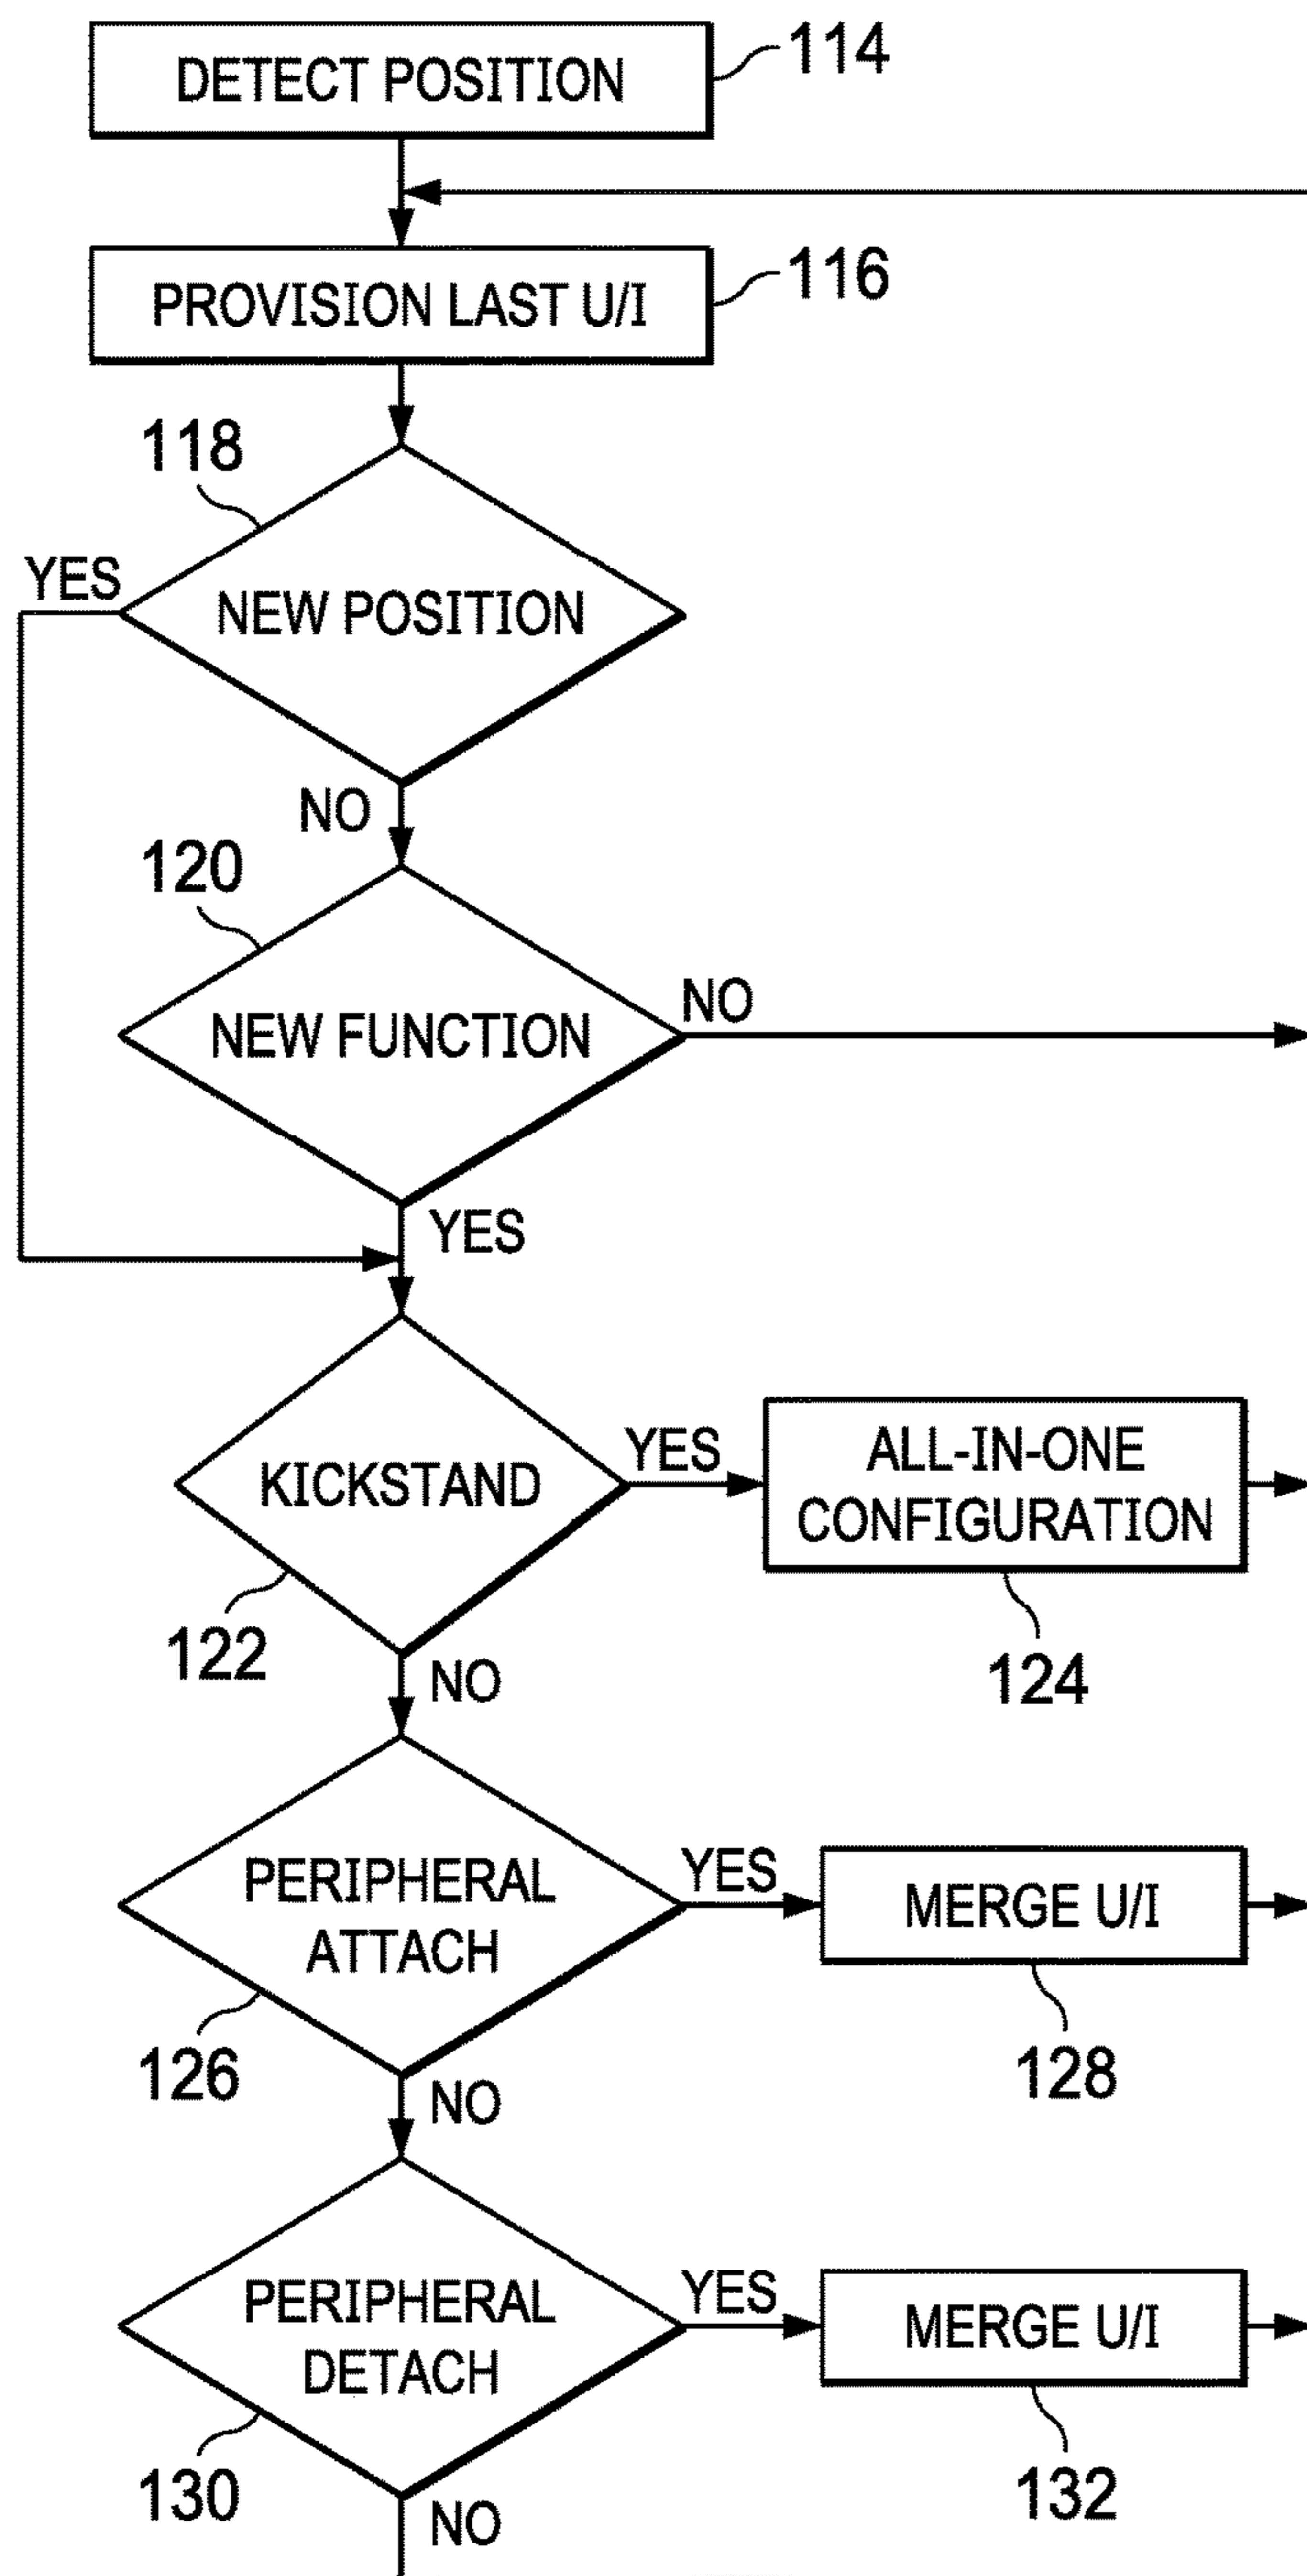 DETECT POSITION
114
PROVISION LAST U/I
116
118
YES
NEW POSITION
NO
120
NEW FUNCTION
NO
YES
KICKSTAND
YES
ALL-IN-ONE
CONFIGURATION
122
NO
124
PERIPHERAL
ATTACH
YES
MERGE U/I
126
NO
128
PERIPHERAL
DETACH
YES
MERGE U/I
130
NO
132